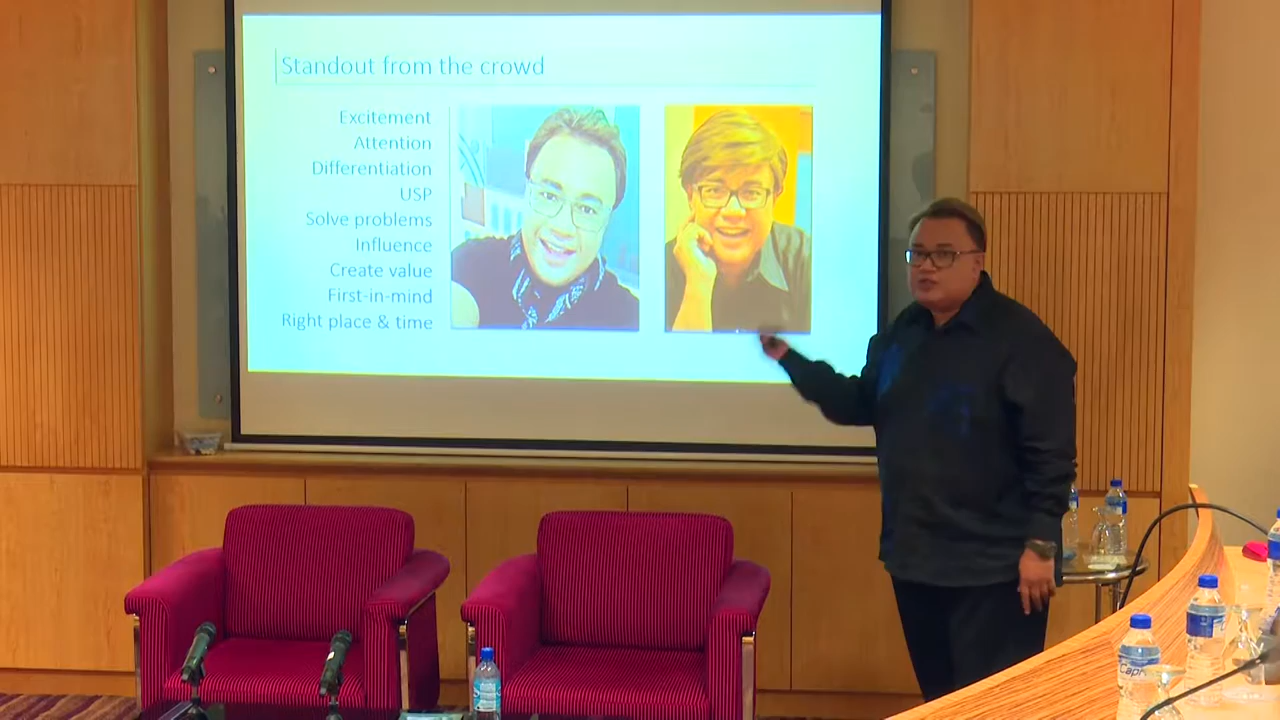 Standout from the crowd
Excitement
Attention
Differentiation
USP
Solve problems
Influence
Create value
First-in-mind
Right place & time